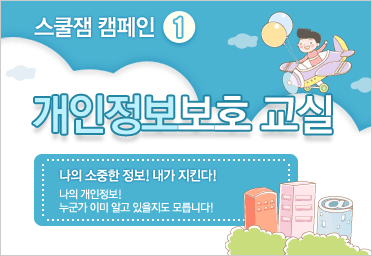 스쿨잼 캠페인 1
개인정보보호 교실
나의 소중한 정보! 내가 지킨다!
나의 개인정보!
누군가 이미 알고 있을지도 모릅니다!